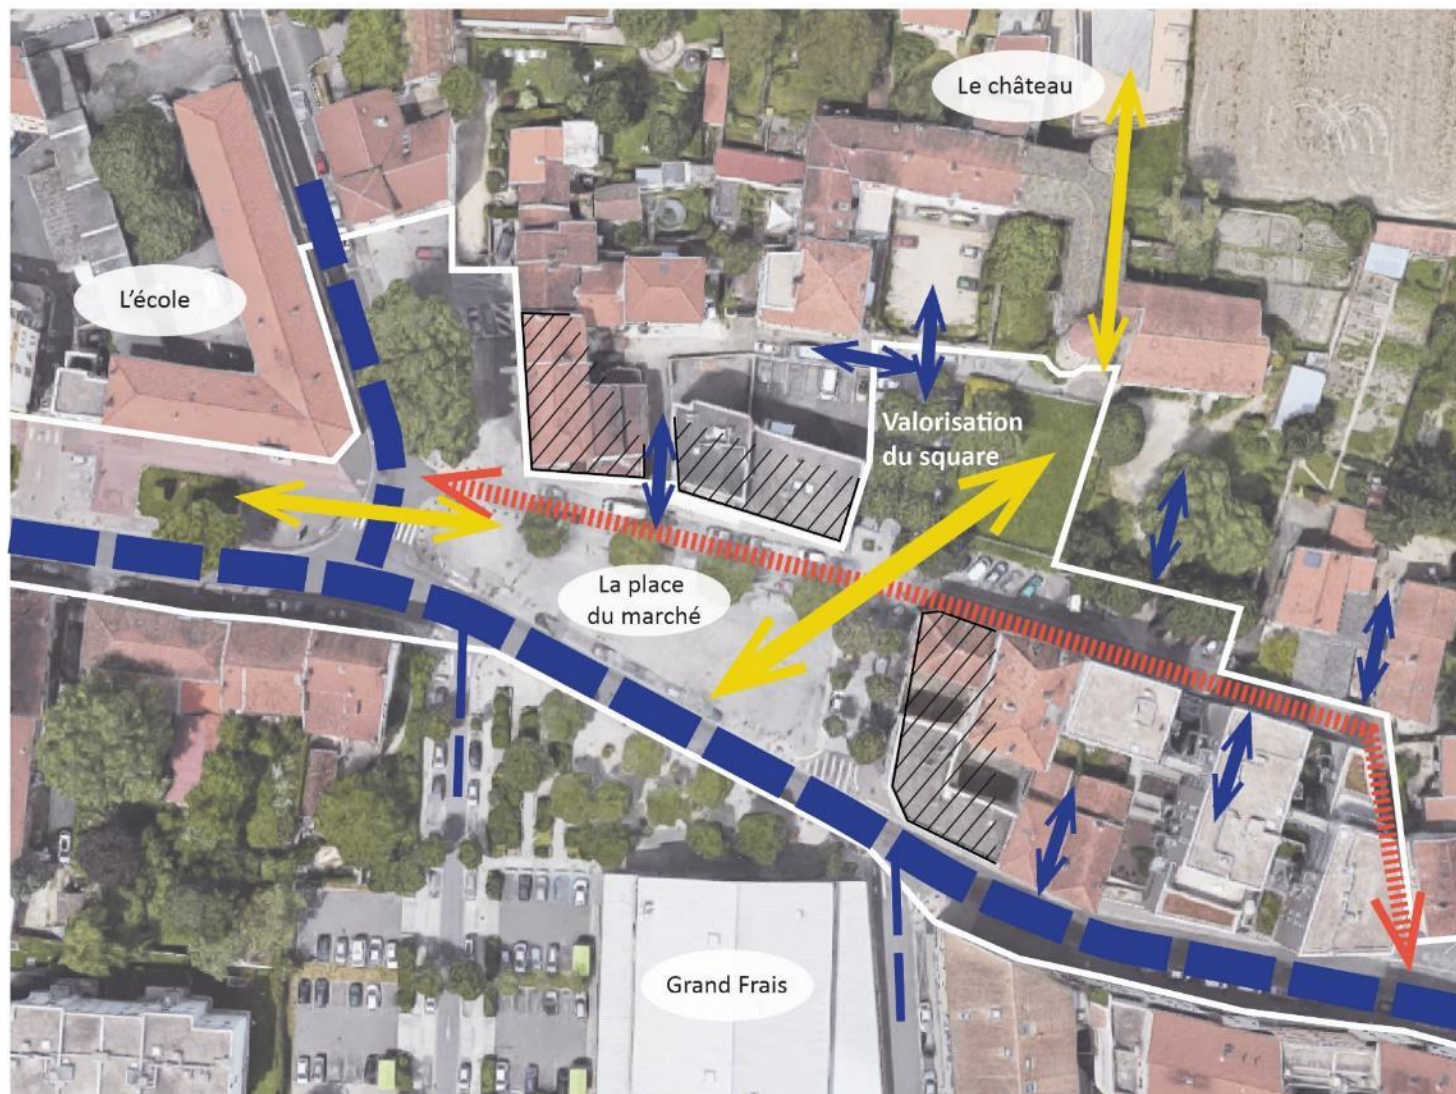 Le château
L'école
Valorisation
du square
La place
du marché
Grand Frais